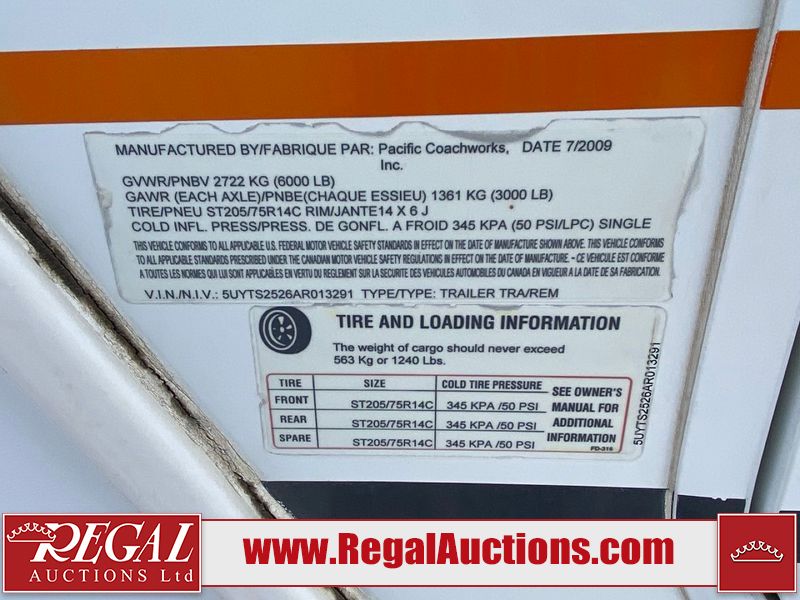 MANUFACTURED BY/FABRIQUE PAR: Pacific Coachworks, DATE 7/2009
Inc.
GVWR/PNBV 2722 KG (6000 LB)
GAWR (EACH AXLE)/PNBE(CHAQUE ESSIEU) 1361 KG (3000 LB)
TIRE/PNEU ST205/75R14C RIM/JANTE14 X 6 J
COLD INFL. PRESS/PRESS. DE GONFL. A FROID 345 KPA (50 PSI/LPC) SINGLE
THIS VEHICLE CONFORMS TO ALL APPLICABLE U.S. FEDERAL MOTOR VEHICLE SAFETY STANDARDS IN EFFECT ON THE DATE OF MANUFACTURE SHOWN ABOVE. THIS VEHICLE CONFORMS
TO ALL APPLICABLE STANDARDS PRESCRIBED UNDER THE CANADIAN MOTOR VEHICLE SAFETY REGULATIONS IN EFFECT ON THE DATE OF MANUFACTURE. - CE VEHICULE EST CONFORME
A TOUTES LES NORMES QUI LUI SONT APPLICABLES EN VERTU DU REGLEMENT SUR LA SECURITE DES VEHICULES AUTOMOBILES DU CANADA EN VIGUEUR A LA DATE DE SA FABRICATION.
V.I.N./N.I.V.: 5UYTS2526AR013291 TYPE/TYPE: TRAILER TRA/REM
TIRE AND LOADING INFORMATION
The weight of cargo should never exceed
563 Kg or 1240 Lbs.
TIRE SIZE COLD TIRE PRESSURE
FRONT ST205/75R14C 345 KPA /50 PSI
REAR ST205/75R14C 345 KPA /50 PSI
SPARE ST205/75R14C 345 KPA /50 PSI
SEE OWNER'S
MANUAL FOR
ADDITIONAL
INFORMATION
FD-316
5UYTS2526AR013291
REGAL
AUCTIONS Ltd
www.RegalAuctions.com